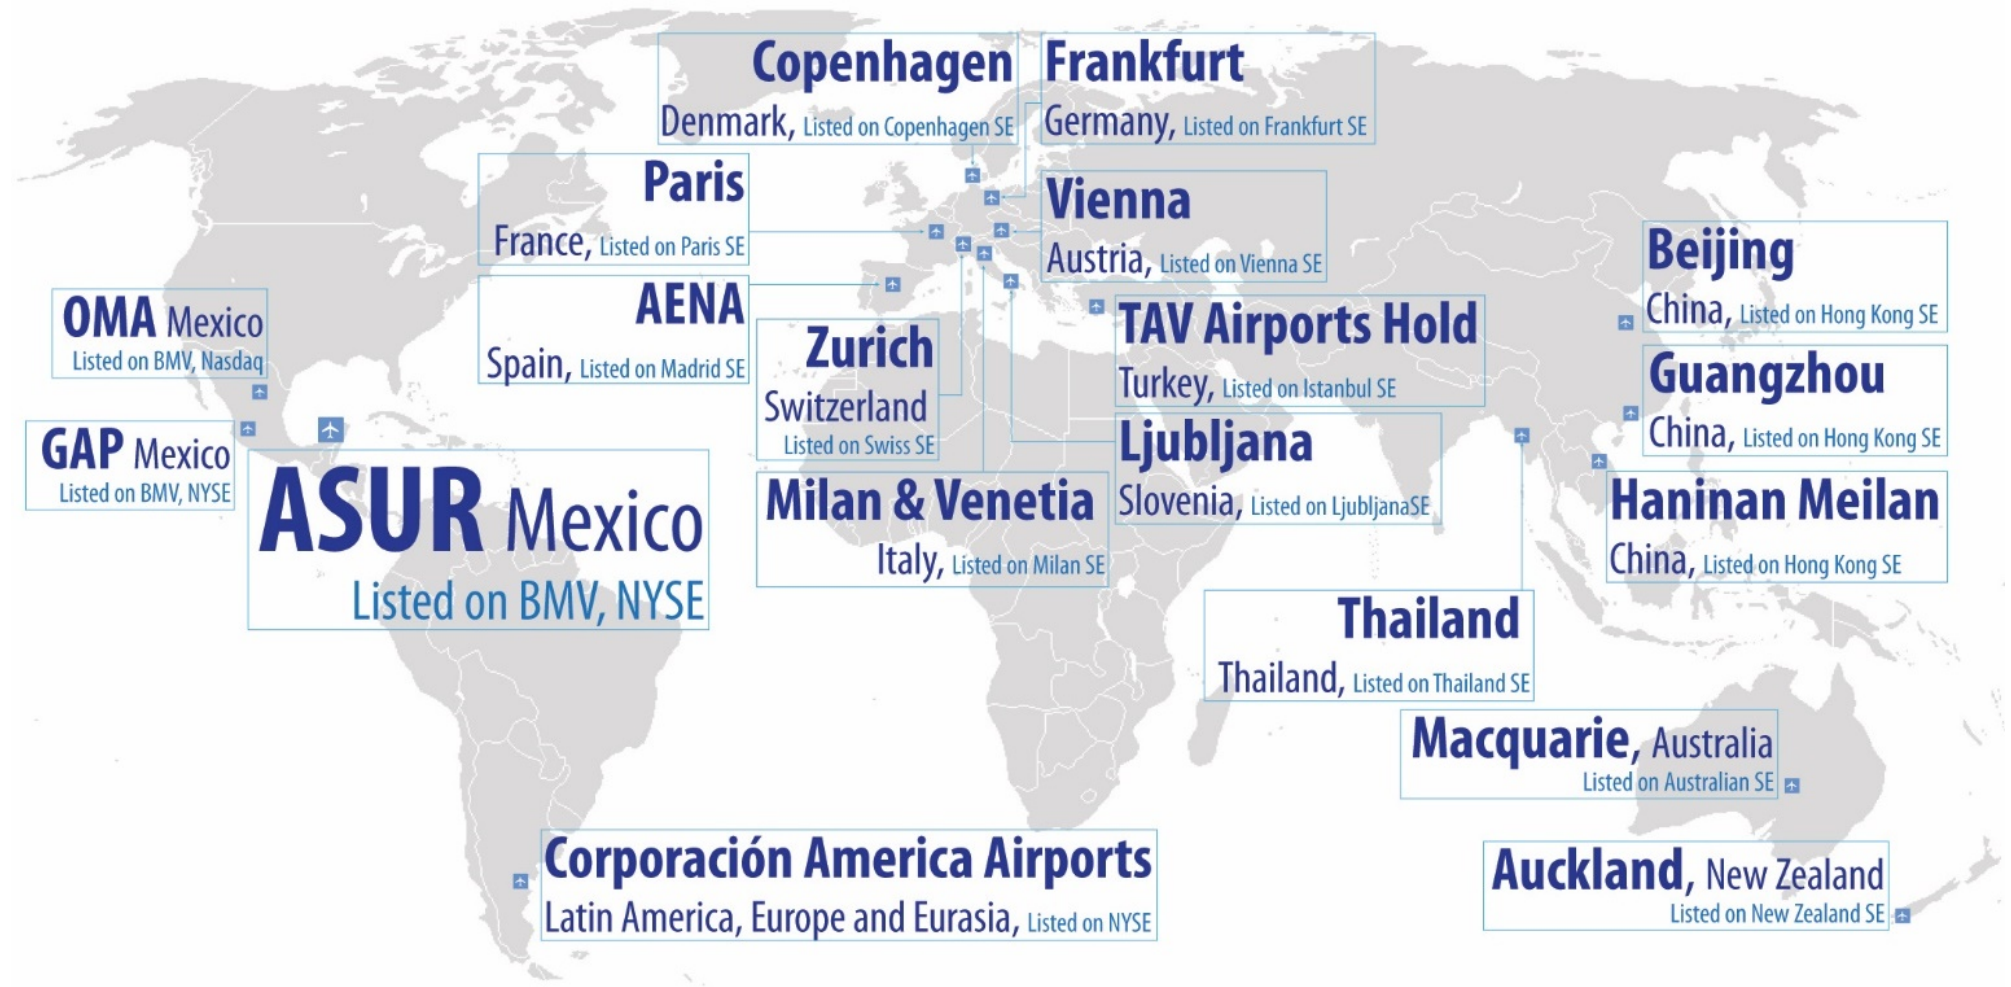 Copenhagen
Denmark, Listed on Copenhagen SE
Frankfurt
Germany, Listed on Frankfurt SE
Paris
France, Listed on Paris SE
Vienna
Austria, Listed on Vienna SE
Beijing
China, Listed on Hong Kong SE
OMA Mexico
Listed on BMV, Nasdaq
AENA
Spain, Listed on Madrid SE
Zurich
Switzerland
Listed on Swiss SE
TAV Airports Hold
Turkey, Listed on Istanbul SE
Guangzhou
China, Listed on Hong Kong SE
GAP Mexico
Listed on BMV, NYSE
ASUR Mexico
Listed on BMV, NYSE
Milan & Venetia
Italy, Listed on Milan SE
Ljubljana
Slovenia, Listed on LjubljanaSE
Haninan Meilan
China, Listed on Hong Kong SE
Thailand
Thailand, Listed on Thailand SE
Macquarie, Australia
Listed on Australian SE
Corporación America Airports
Latin America, Europe and Eurasia, Listed on NYSE
Auckland, New Zealand
Listed on New Zealand SE